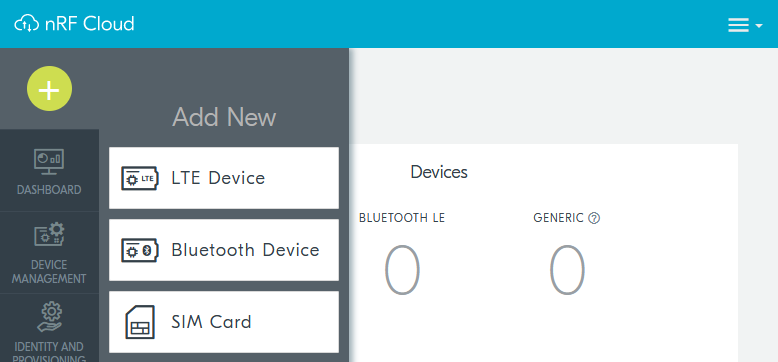 nRF Cloud
+
Add New
LTE
LTE Device
Bluetooth Device
SIM Card
DASHBOARD
DEVICE
MANAGEMENT
IDENTITY AND
PROVISIONING
Devices
BLUETOOTH LE
GENERIC ?
0
0